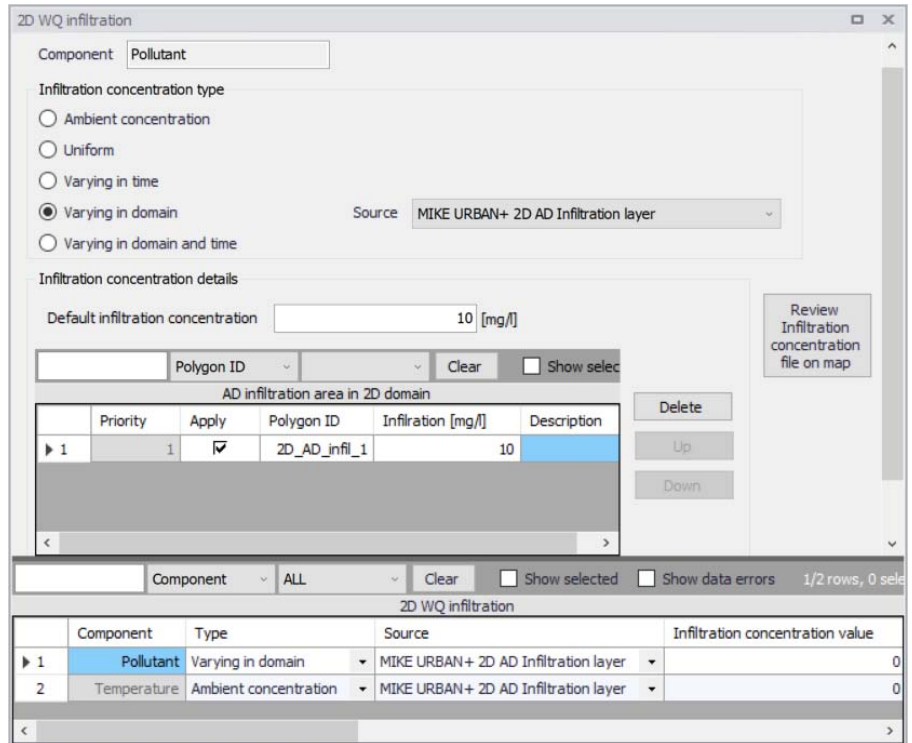 2D WQ infiltration
Component Pollutant
Infiltration concentration type
Ambient concentration
Uniform
Varying in time
Varying in domain Source MIKE URBAN+ 2D AD Infiltration layer
Varying in domain and time
Infiltration concentration details
Default infiltration concentration 10 [mg/l]
Review
Infiltration
concentration
file on map
Polygon ID Clear Show selec
AD infiltration area in 2D domain
Priority Apply Polygon ID Infilration [mg/l] Description
1 1 2D_AD_infil_1 10
Delete
Up
Down
Component ALL Clear Show selected Show data errors 1/2 rows, 0 sele
2D WQ infiltration
Component Type Source Infiltration concentration value
1 Pollutant Varying in domain MIKE URBAN+ 2D AD Infiltration layer 0
2 Temperature Ambient concentration MIKE URBAN+ 2D AD Infiltration layer 0